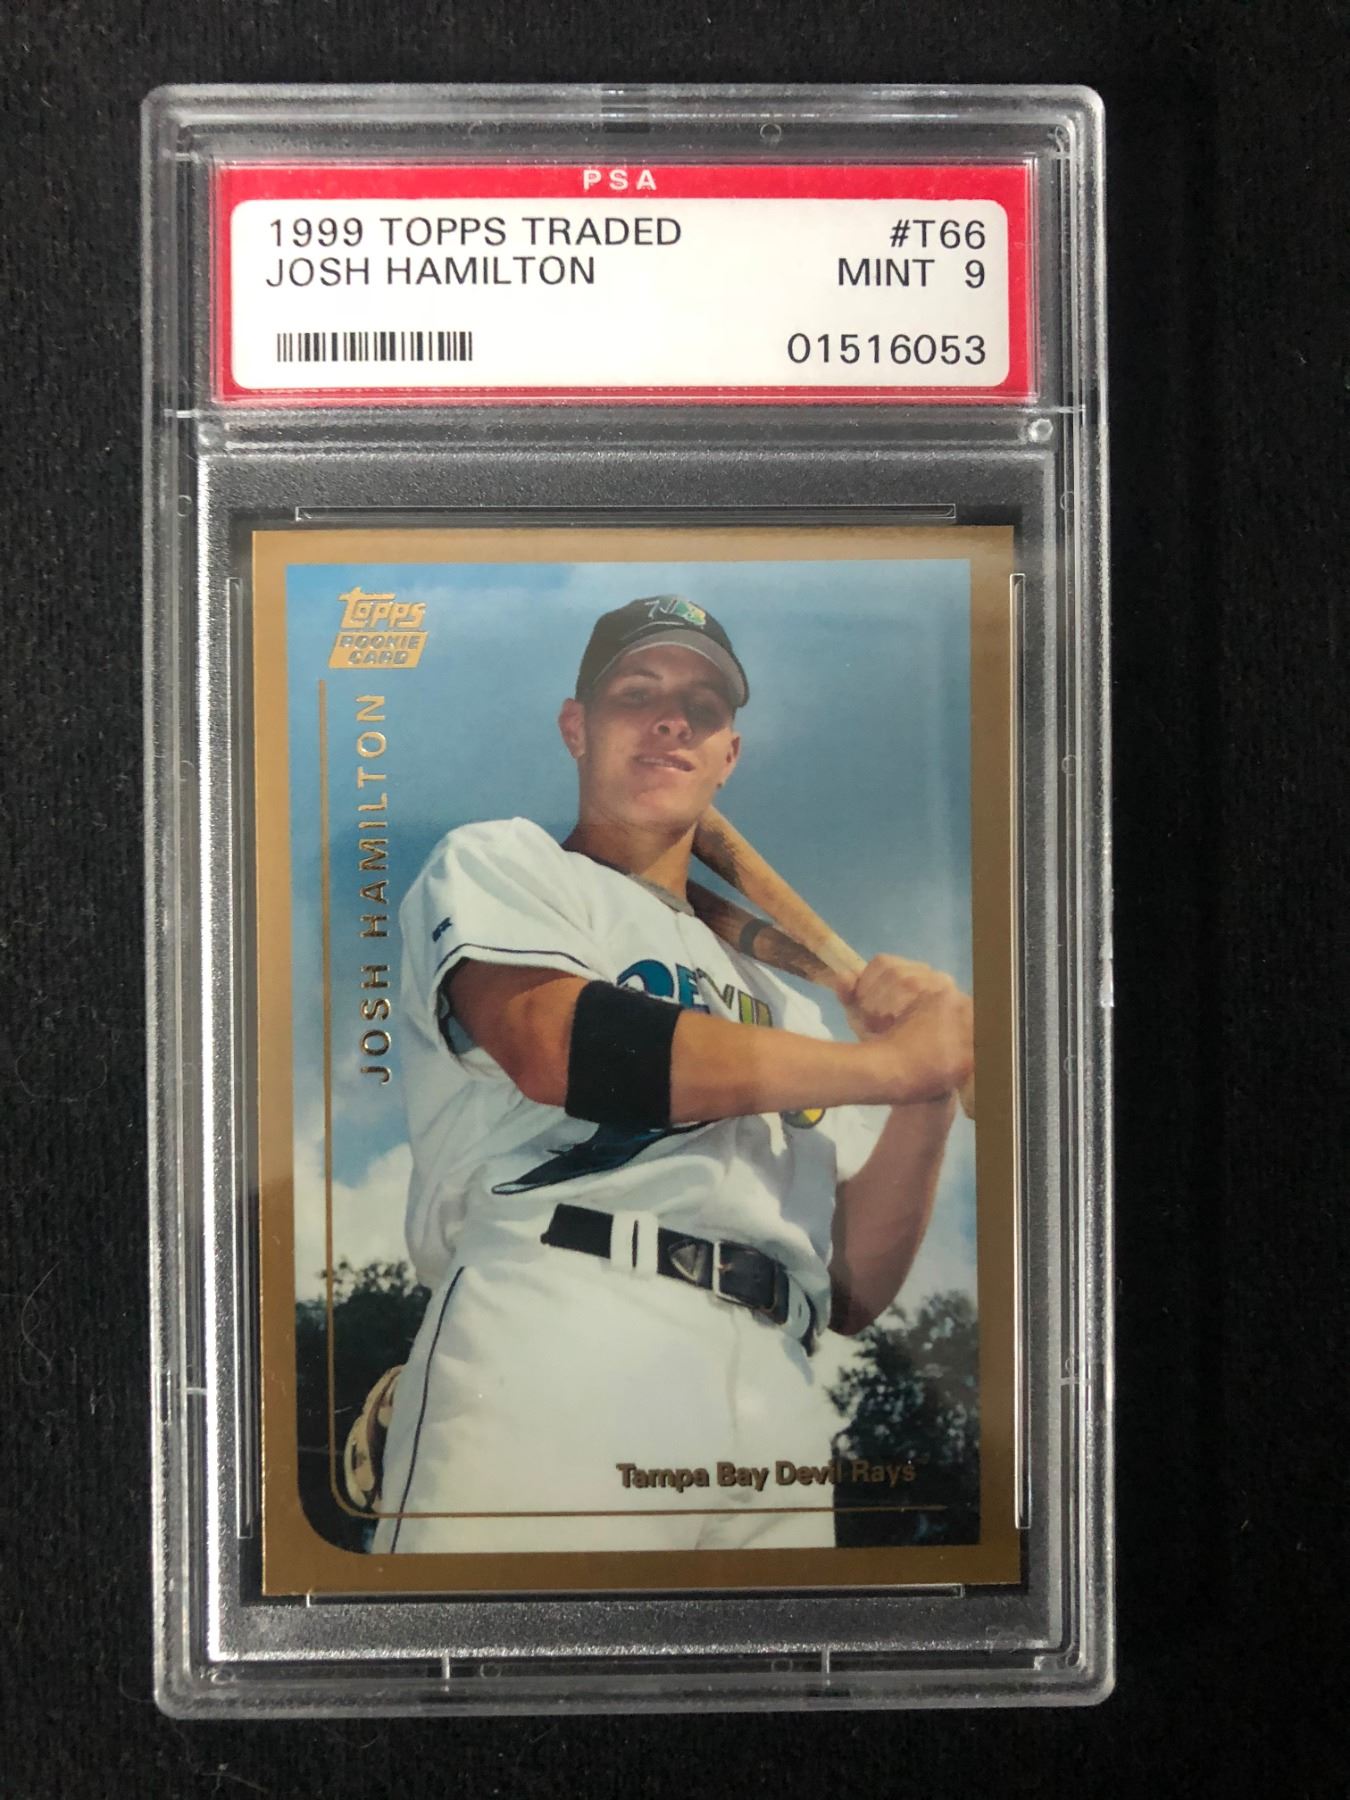 PSA
1999 TOPPS TRADED #T66
JOSH HAMILTON MINT 9
01516053
topps
ROOKIE
CARD
JOSH HAMILTON
DEVIL
Tampa Bay Devil Rays